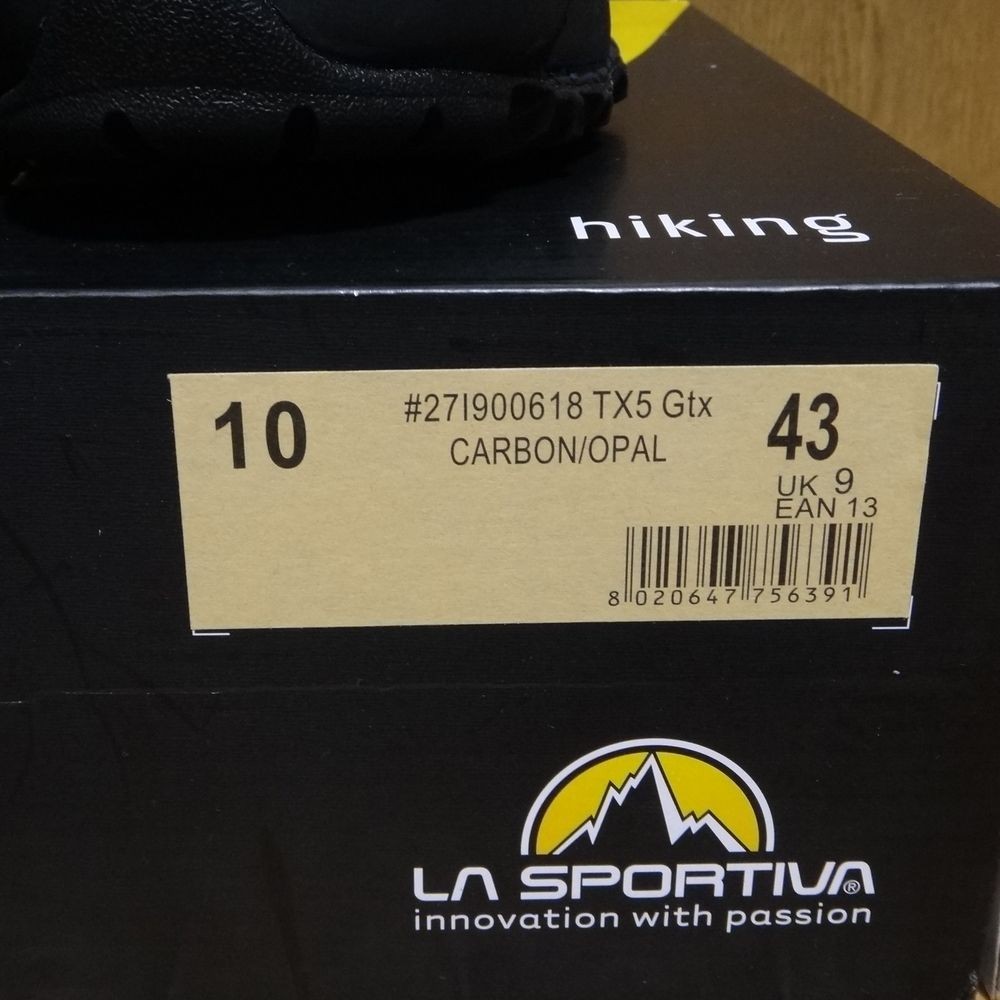 hiking
10
#27I900618 TX5 Gtx
CARBON/OPAL
43
UK 9
EAN 13
8 020647 756391
LA SPORTIVA®
innovation with passion